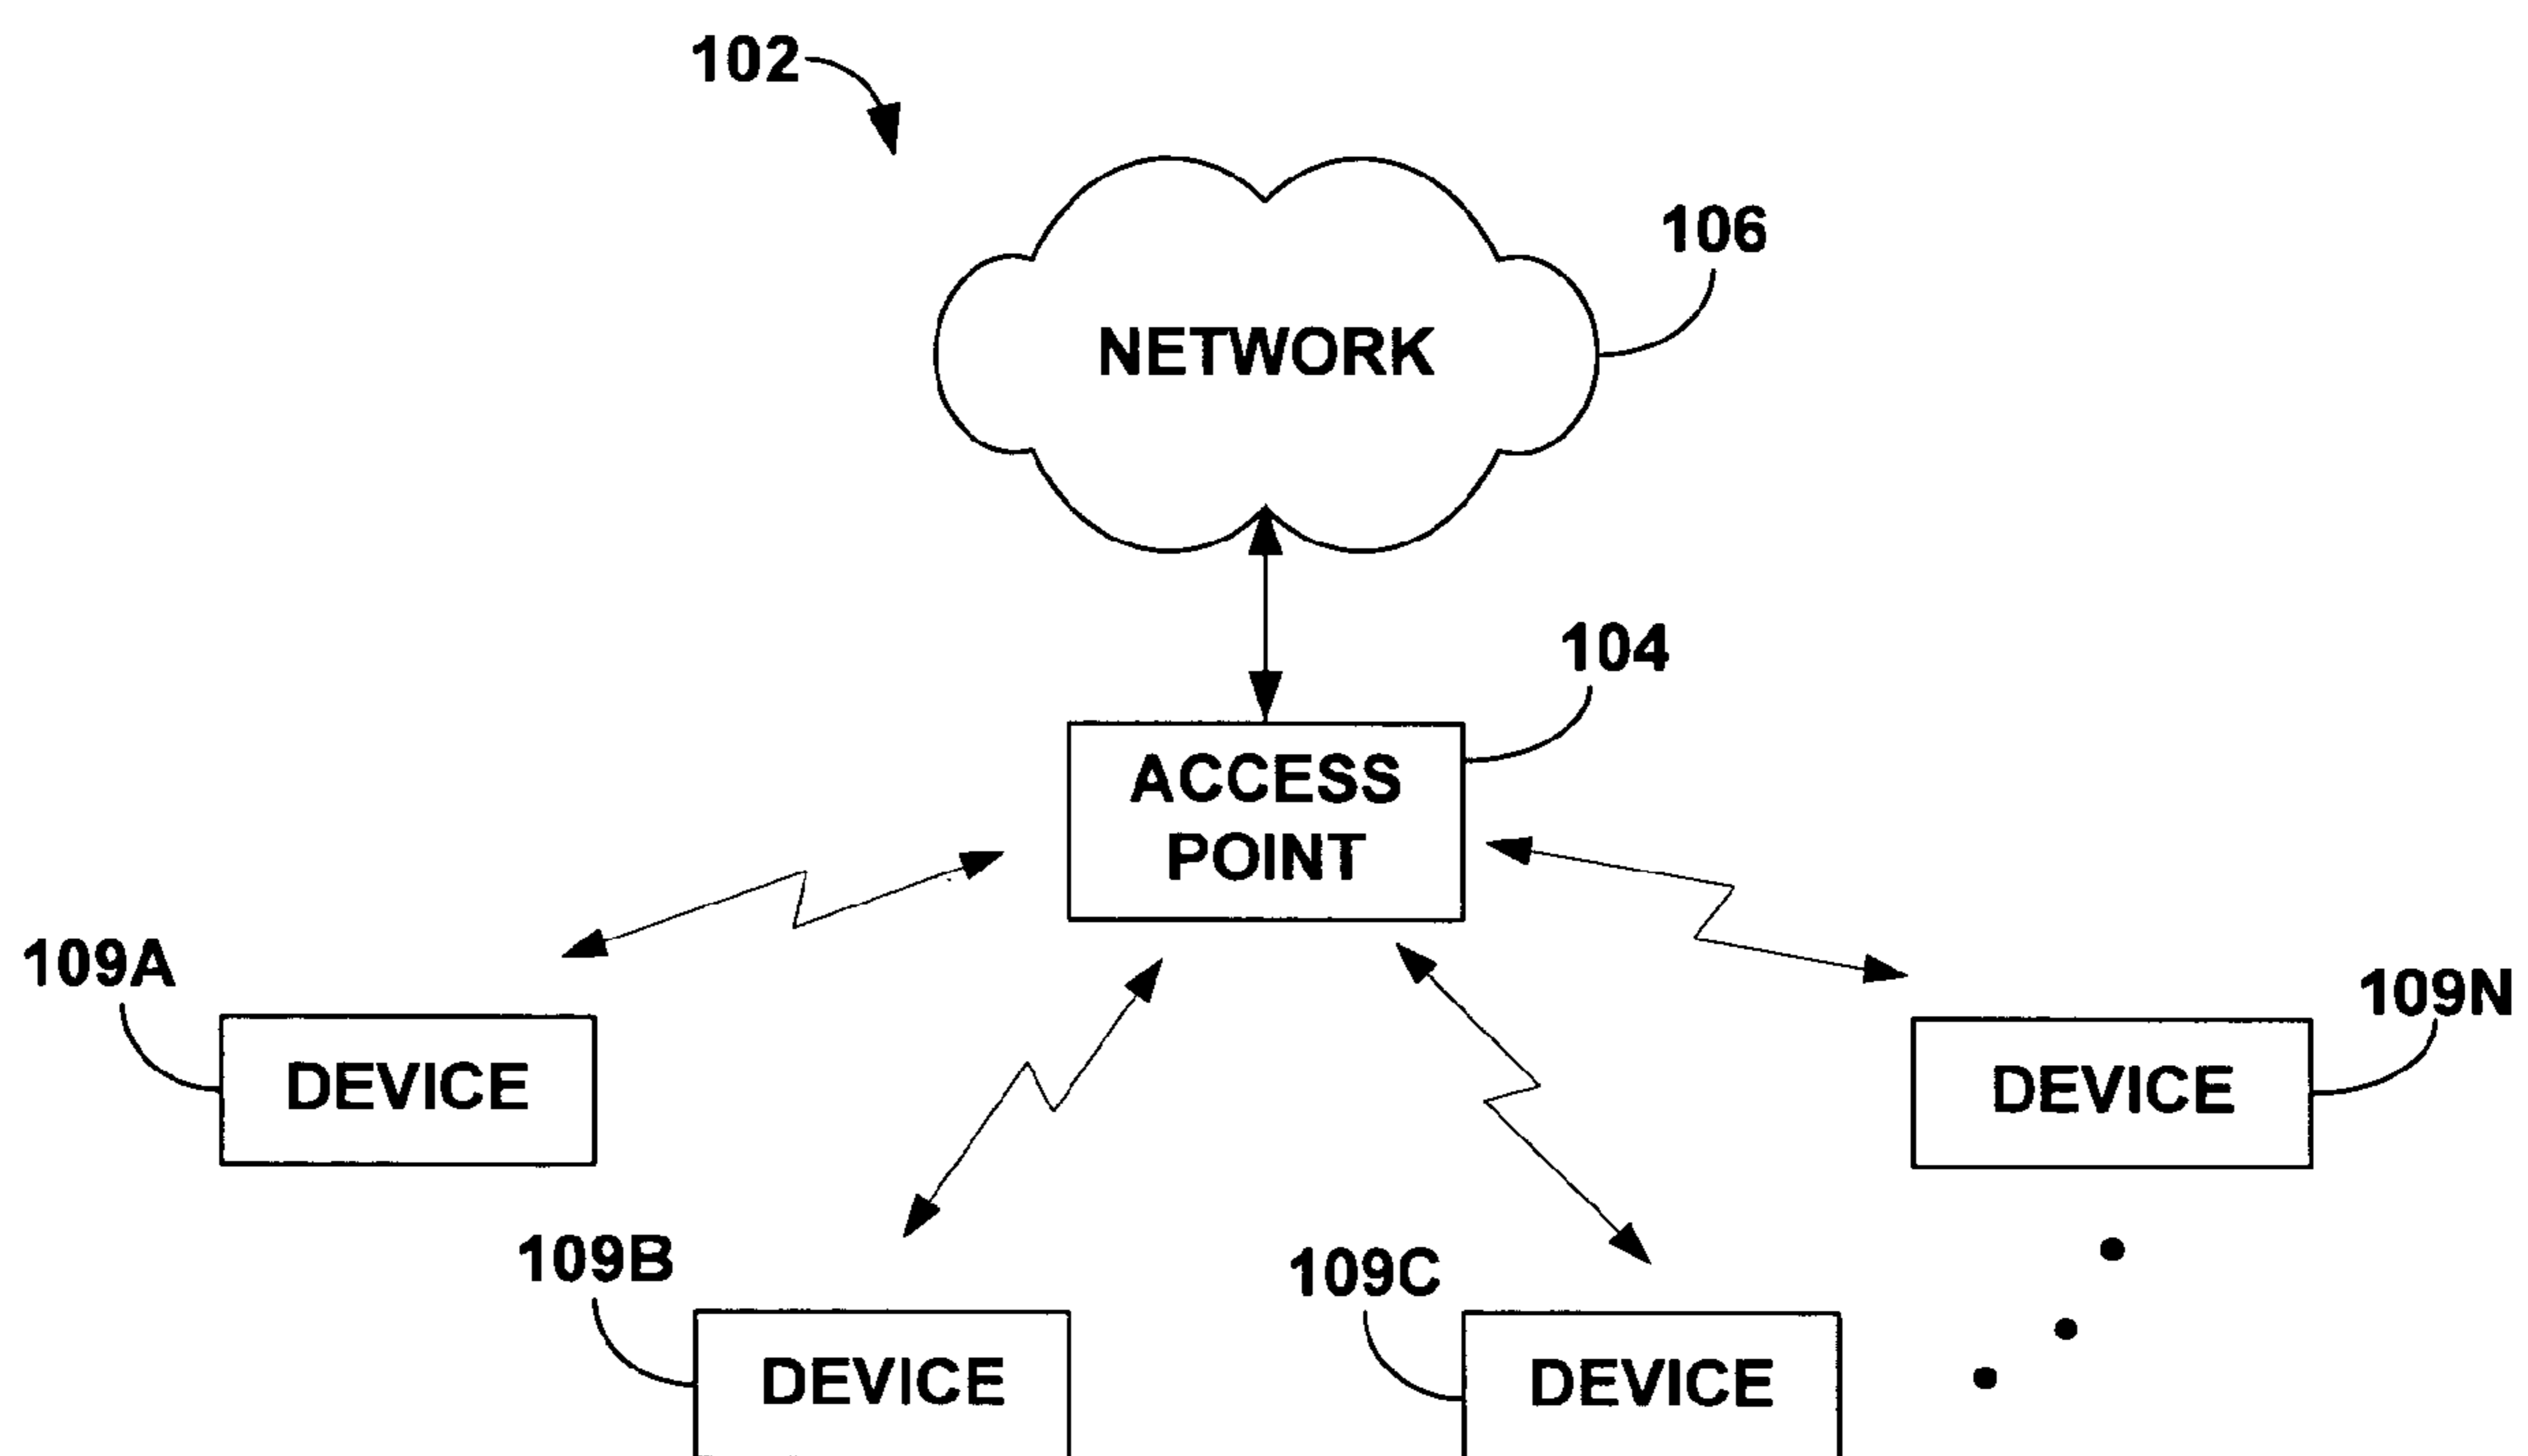 102
106
NETWORK
104
ACCESS
POINT
109A
109N
DEVICE
DEVICE
109B
109C
DEVICE
DEVICE